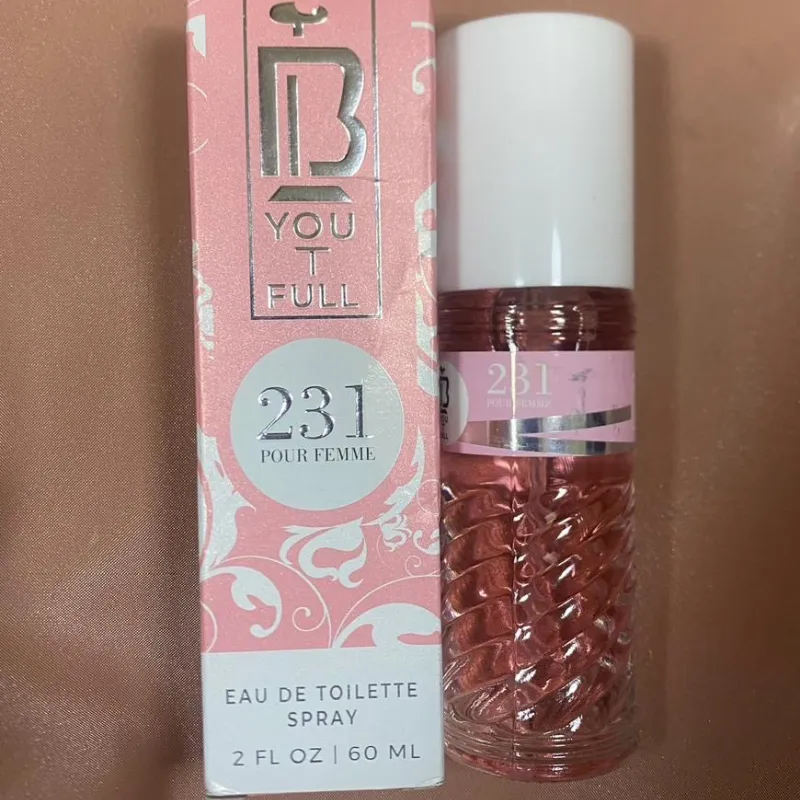 B
YOU
T
FULL
231
POUR FEMME
EAU DE TOILETTE
SPRAY
2 FL OZ | 60 ML
231
POUR FEMME